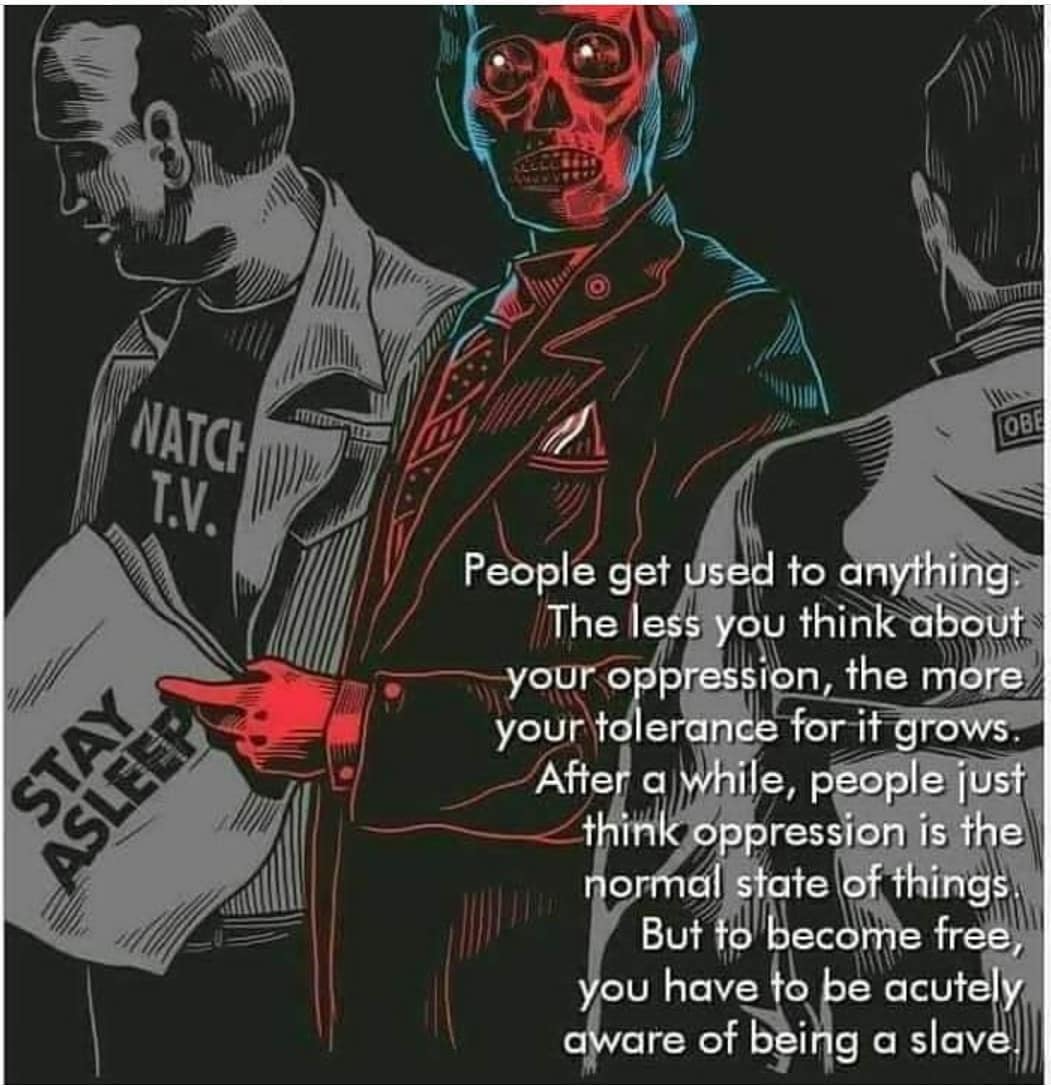 NATCH
T.V.
OBE
STAY
ASLEEP
People get used to anything.
The less you think about
your oppression, the more
your tolerance for it grows.
After a while, people just
think oppression is the
normal state of things.
But to become free,
you have to be acutely
aware of being a slave.